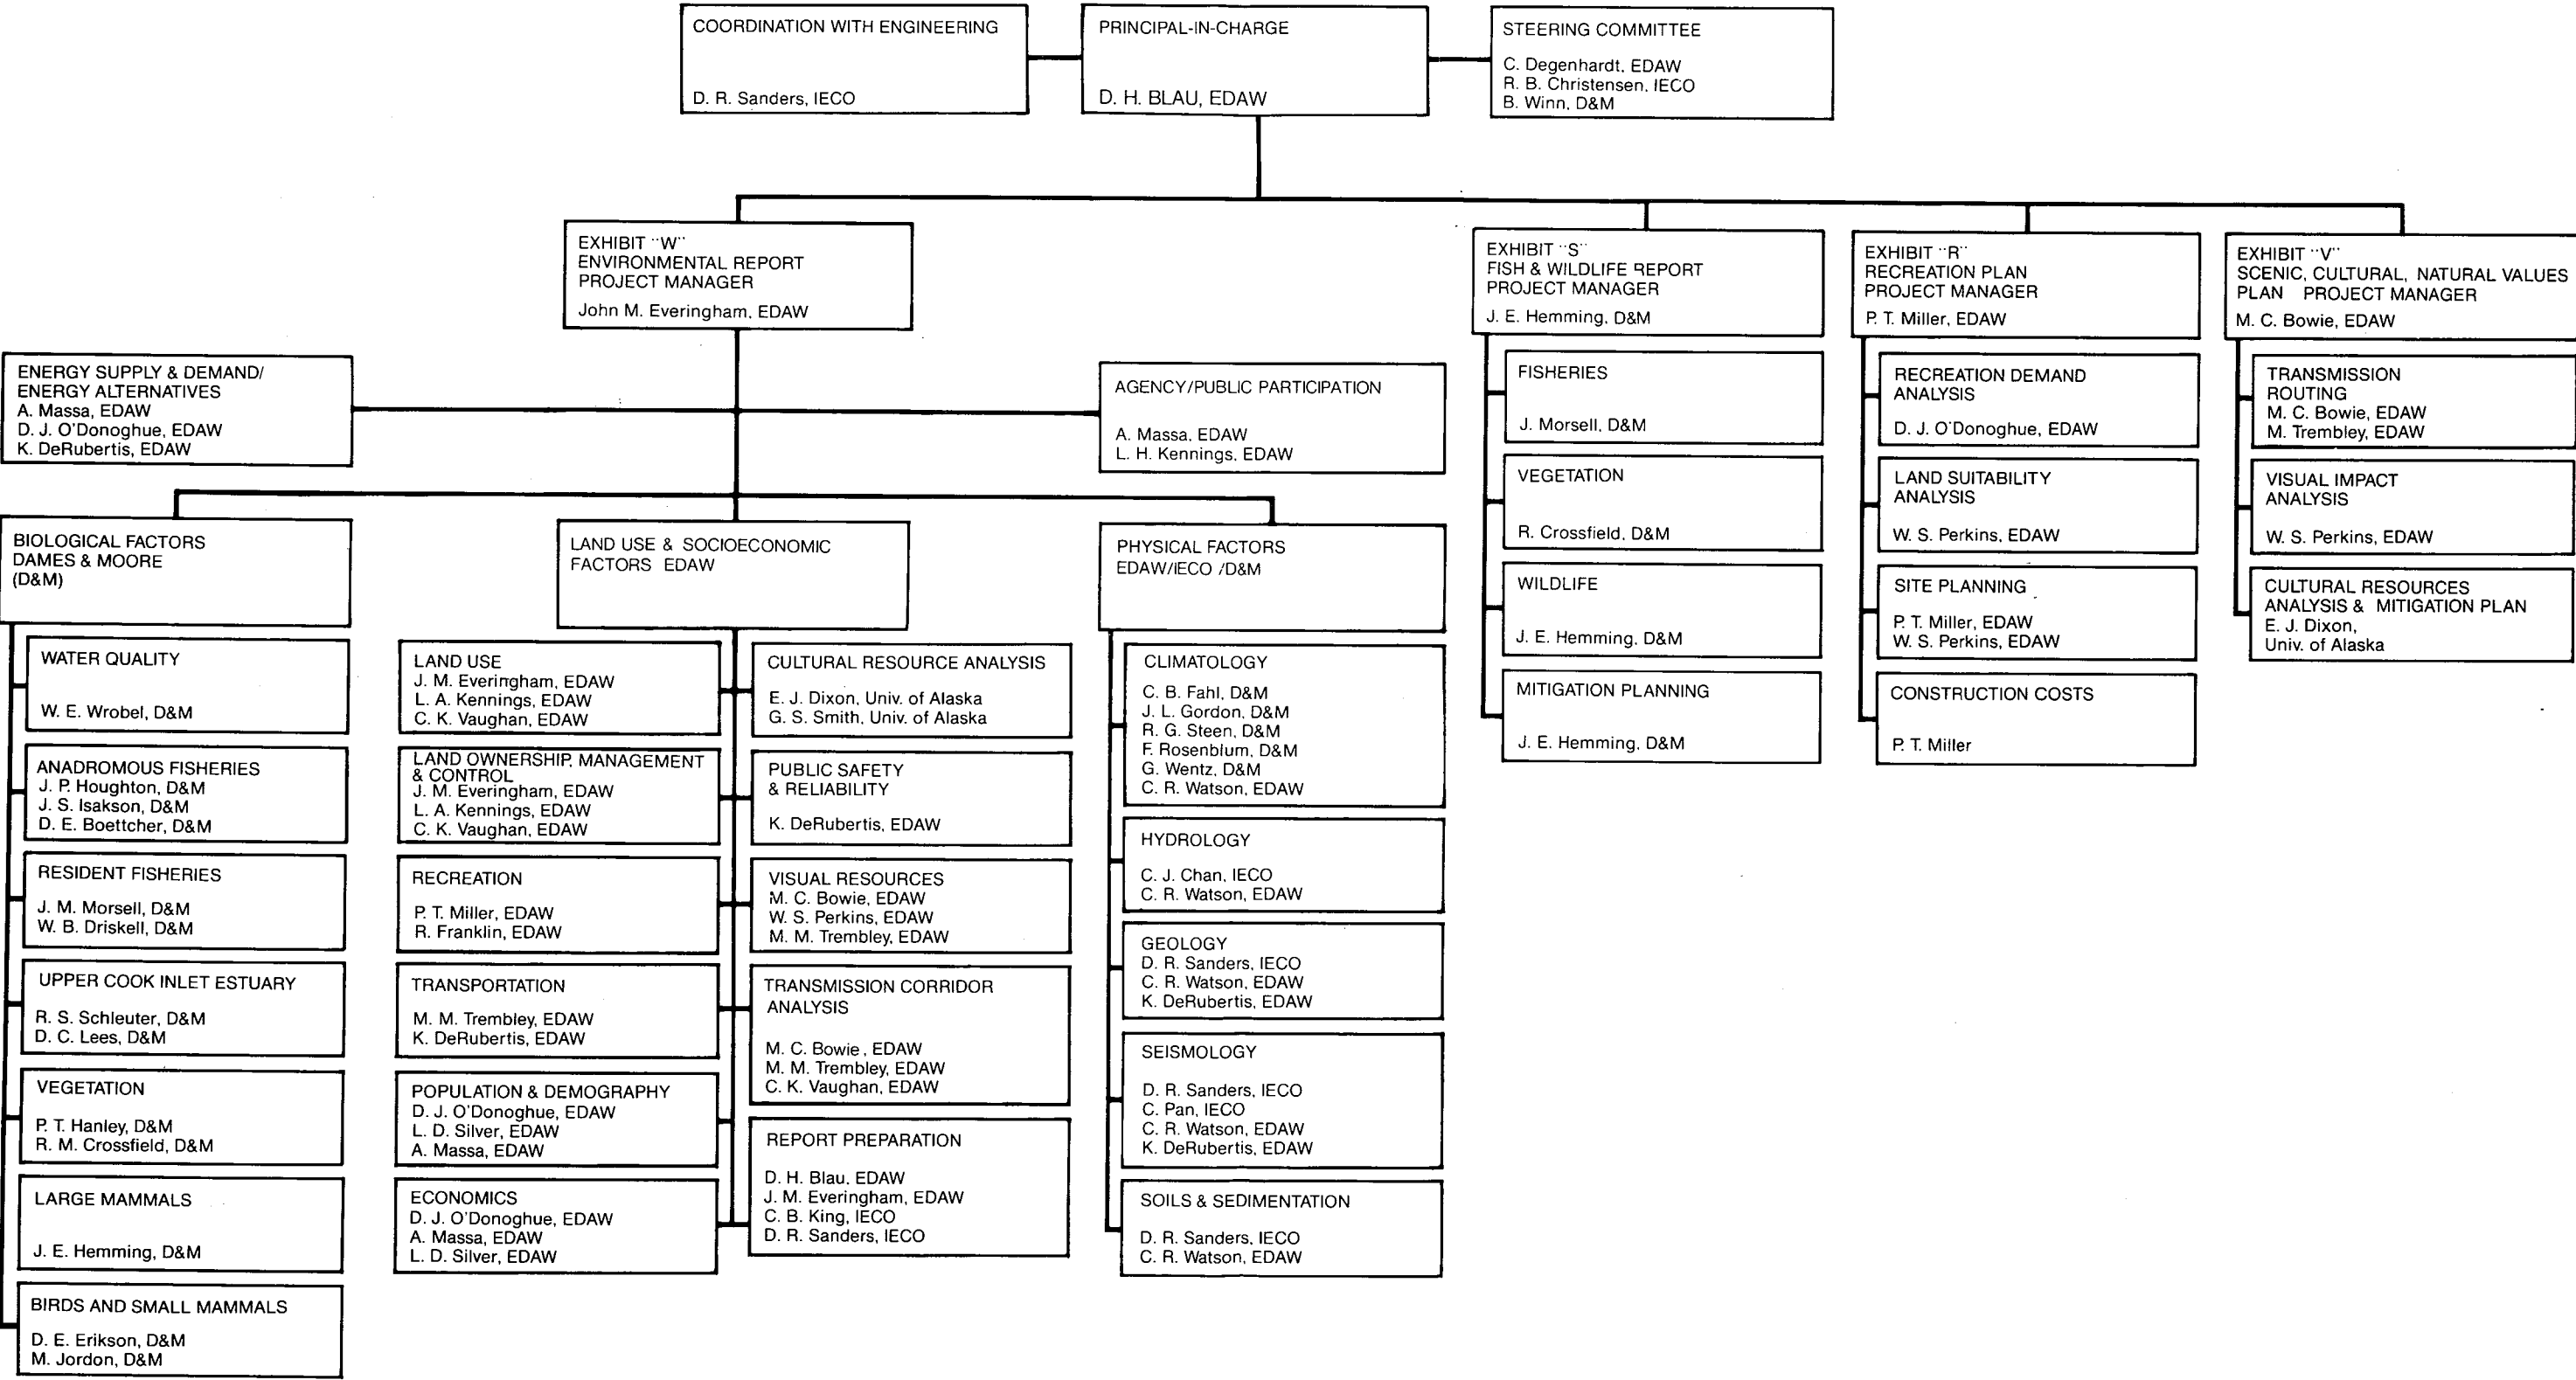 COORDINATION WITH ENGINEERING
D. R. Sanders, IECO
PRINCIPAL-IN-CHARGE
D. H. BLAU, EDAW
STEERING COMMITTEE
C. Degenhardt, EDAW
R. B. Christensen, IECO
B. Winn, D&M
EXHIBIT "W"
ENVIRONMENTAL REPORT
PROJECT MANAGER
John M. Everingham, EDAW
EXHIBIT "S"
FISH & WILDLIFE REPORT
PROJECT MANAGER
J. E. Hemming, D&M
EXHIBIT "R"
RECREATION PLAN
PROJECT MANAGER
P. T. Miller, EDAW
EXHIBIT "V"
SCENIC, CULTURAL, NATURAL VALUES
PLAN PROJECT MANAGER
M. C. Bowie, EDAW
ENERGY SUPPLY & DEMAND/
ENERGY ALTERNATIVES
A. Massa, EDAW
D. J. O'Donoghue, EDAW
K. DeRubertis, EDAW
AGENCY/PUBLIC PARTICIPATION
A. Massa, EDAW
L. H. Kennings, EDAW
BIOLOGICAL FACTORS
DAMES & MOORE
(D&M)
WATER QUALITY
W. E. Wrobel, D&M
ANADROMOUS FISHERIES
J. P. Houghton, D&M
J. S. Isakson, D&M
D. E. Boettcher, D&M
RESIDENT FISHERIES
J. M. Morsell, D&M
W. B. Driskell, D&M
UPPER COOK INLET ESTUARY
R. S. Schleuter, D&M
D. C. Lees, D&M
VEGETATION
P. T. Hanley, D&M
R. M. Crossfield, D&M
LARGE MAMMALS
J. E. Hemming, D&M
BIRDS AND SMALL MAMMALS
D. E. Erikson, D&M
M. Jordon, D&M
LAND USE & SOCIOECONOMIC
FACTORS EDAW
LAND USE
J. M. Everingham, EDAW
L. A. Kennings, EDAW
C. K. Vaughan, EDAW
LAND OWNERSHIP, MANAGEMENT
& CONTROL
J. M. Everingham, EDAW
L. A. Kennings, EDAW
C. K. Vaughan, EDAW
RECREATION
P. T. Miller, EDAW
R. Franklin, EDAW
TRANSPORTATION
M. M. Trembley, EDAW
K. DeRubertis, EDAW
POPULATION & DEMOGRAPHY
D. J. O'Donoghue, EDAW
L. D. Silver, EDAW
A. Massa, EDAW
ECONOMICS
D. J. O'Donoghue, EDAW
A. Massa, EDAW
L. D. Silver, EDAW
CULTURAL RESOURCE ANALYSIS
E. J. Dixon, Univ. of Alaska
G. S. Smith, Univ. of Alaska
PUBLIC SAFETY
& RELIABILITY
K. DeRubertis, EDAW
VISUAL RESOURCES
M. C. Bowie, EDAW
W. S. Perkins, EDAW
M. M. Trembley, EDAW
TRANSMISSION CORRIDOR
ANALYSIS
M. C. Bowie, EDAW
M. M. Trembley, EDAW
C. K. Vaughan, EDAW
REPORT PREPARATION
D. H. Blau, EDAW
J. M. Everingham, EDAW
C. B. King, IECO
D. R. Sanders, IECO
PHYSICAL FACTORS
EDAW/IECO /D&M
CLIMATOLOGY
C. B. Fahl, D&M
J. L. Gordon, D&M
R. G. Steen, D&M
F. Rosenblum, D&M
G. Wentz, D&M
C. R. Watson, EDAW
HYDROLOGY
C. J. Chan, IECO
C. R. Watson, EDAW
GEOLOGY
D. R. Sanders, IECO
C. R. Watson, EDAW
K. DeRubertis, EDAW
SEISMOLOGY
D. R. Sanders, IECO
C. Pan, IECO
C. R. Watson, EDAW
K. DeRubertis, EDAW
SOILS & SEDIMENTATION
D. R. Sanders, IECO
C. R. Watson, EDAW
FISHERIES
J. Morsell, D&M
VEGETATION
R. Crossfield, D&M
WILDLIFE
J. E. Hemming, D&M
MITIGATION PLANNING
J. E. Hemming, D&M
RECREATION DEMAND
ANALYSIS
D. J. O'Donoghue, EDAW
LAND SUITABILITY
ANALYSIS
W. S. Perkins, EDAW
SITE PLANNING
P. T. Miller, EDAW
W. S. Perkins, EDAW
CONSTRUCTION COSTS
P. T. Miller
TRANSMISSION
ROUTING
M. C. Bowie, EDAW
M. Trembley, EDAW
VISUAL IMPACT
ANALYSIS
W. S. Perkins, EDAW
CULTURAL RESOURCES
ANALYSIS & MITIGATION PLAN
E. J. Dixon,
Univ. of Alaska